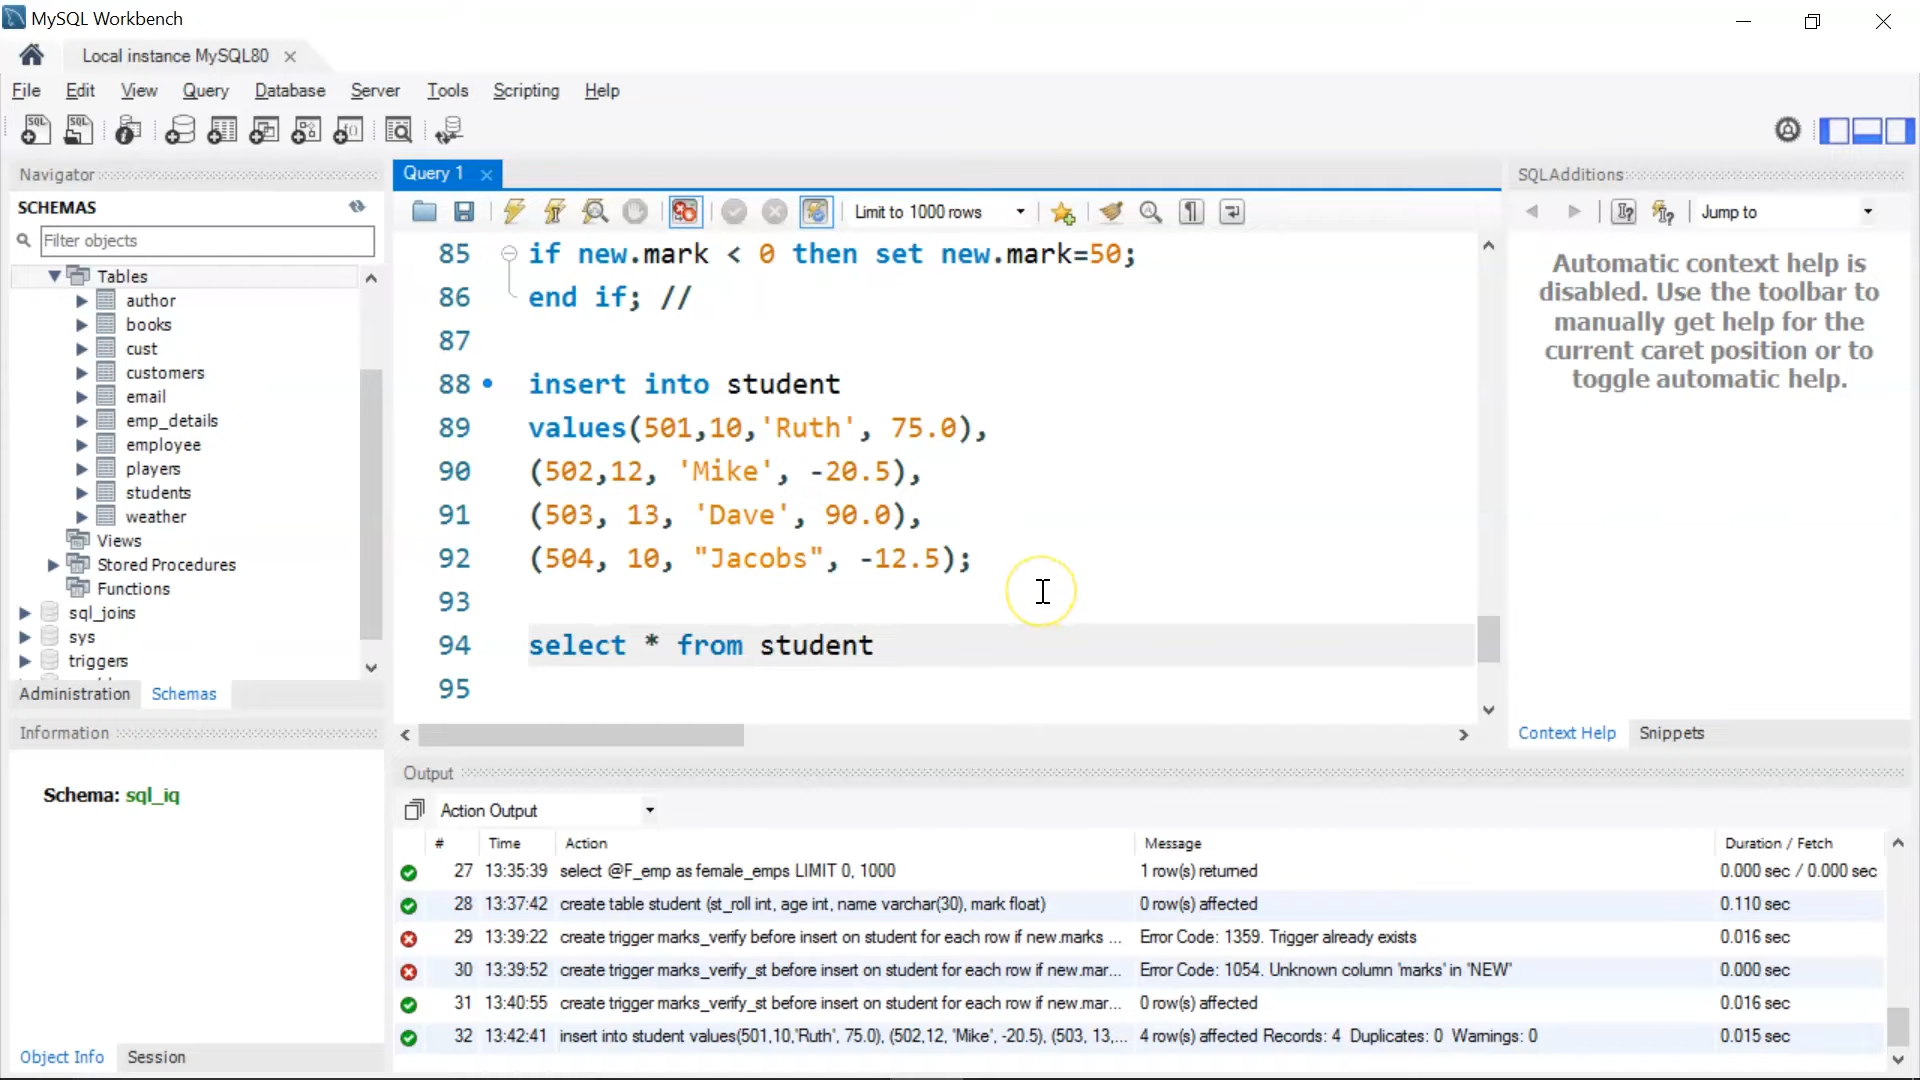 MySQL Workbench
Local instance MySQL80
File Edit View Query Database Server Tools Scripting Help
Navigator
SCHEMAS
Filter objects
Tables
author
books
cust
customers
email
emp_details
employee
players
students
weather
Views
Stored Procedures
Functions
sql_joins
sys
triggers
Administration Schemas
Information
Schema: sql_iq
Object Info Session
Query 1
Limit to 1000 rows
85 if new.mark < 0 then set new.mark=50;
86 end if; //
87
88 insert into student
89 values(501,10,'Ruth', 75.0),
90 (502,12, 'Mike', -20.5),
91 (503, 13, 'Dave', 90.0),
92 (504, 10, "Jacobs", -12.5);
93
94 select * from student
95
SQLAdditions
Jump to
Automatic context help is
disabled. Use the toolbar to
manually get help for the
current caret position or to
toggle automatic help.
Context Help Snippets
Output
Action Output
# Time Action Message Duration / Fetch
27 13:35:39 select @F_emp as female_emps LIMIT 0, 1000 1 row(s) returned 0.000 sec / 0.000 sec
28 13:37:42 create table student (st_roll int, age int, name varchar(30), mark float) 0 row(s) affected 0.110 sec
29 13:39:22 create trigger marks_verify before insert on student for each row if new.marks ... Error Code: 1359. Trigger already exists 0.016 sec
30 13:39:52 create trigger marks_verify_st before insert on student for each row if new.mar... Error Code: 1054. Unknown column 'marks' in 'NEW' 0.000 sec
31 13:40:55 create trigger marks_verify_st before insert on student for each row if new.mar... 0 row(s) affected 0.016 sec
32 13:42:41 insert into student values(501,10,'Ruth', 75.0), (502,12, 'Mike', -20.5), (503, 13,... 4 row(s) affected Records: 4 Duplicates: 0 Warnings: 0 0.015 sec